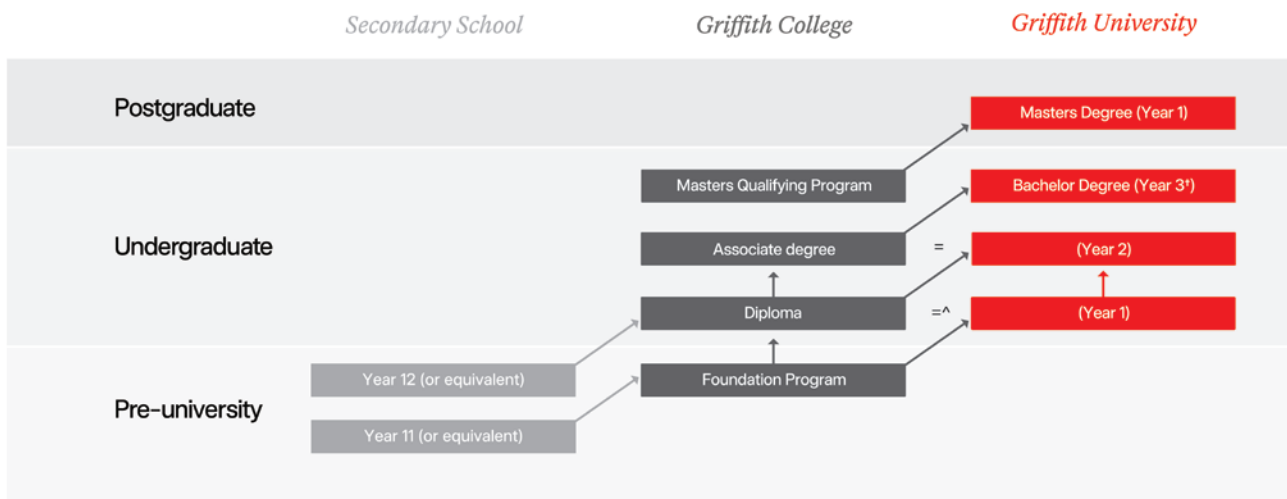 Secondary School
Griffith College
Griffith University
Postgraduate
Masters Degree (Year 1)
Masters Qualifying Program
Bachelor Degree (Year 3†)
Undergraduate
Associate degree
=
(Year 2)
Diploma
=^
(Year 1)
Year 12 (or equivalent)
Foundation Program
Pre-university
Year 11 (or equivalent)